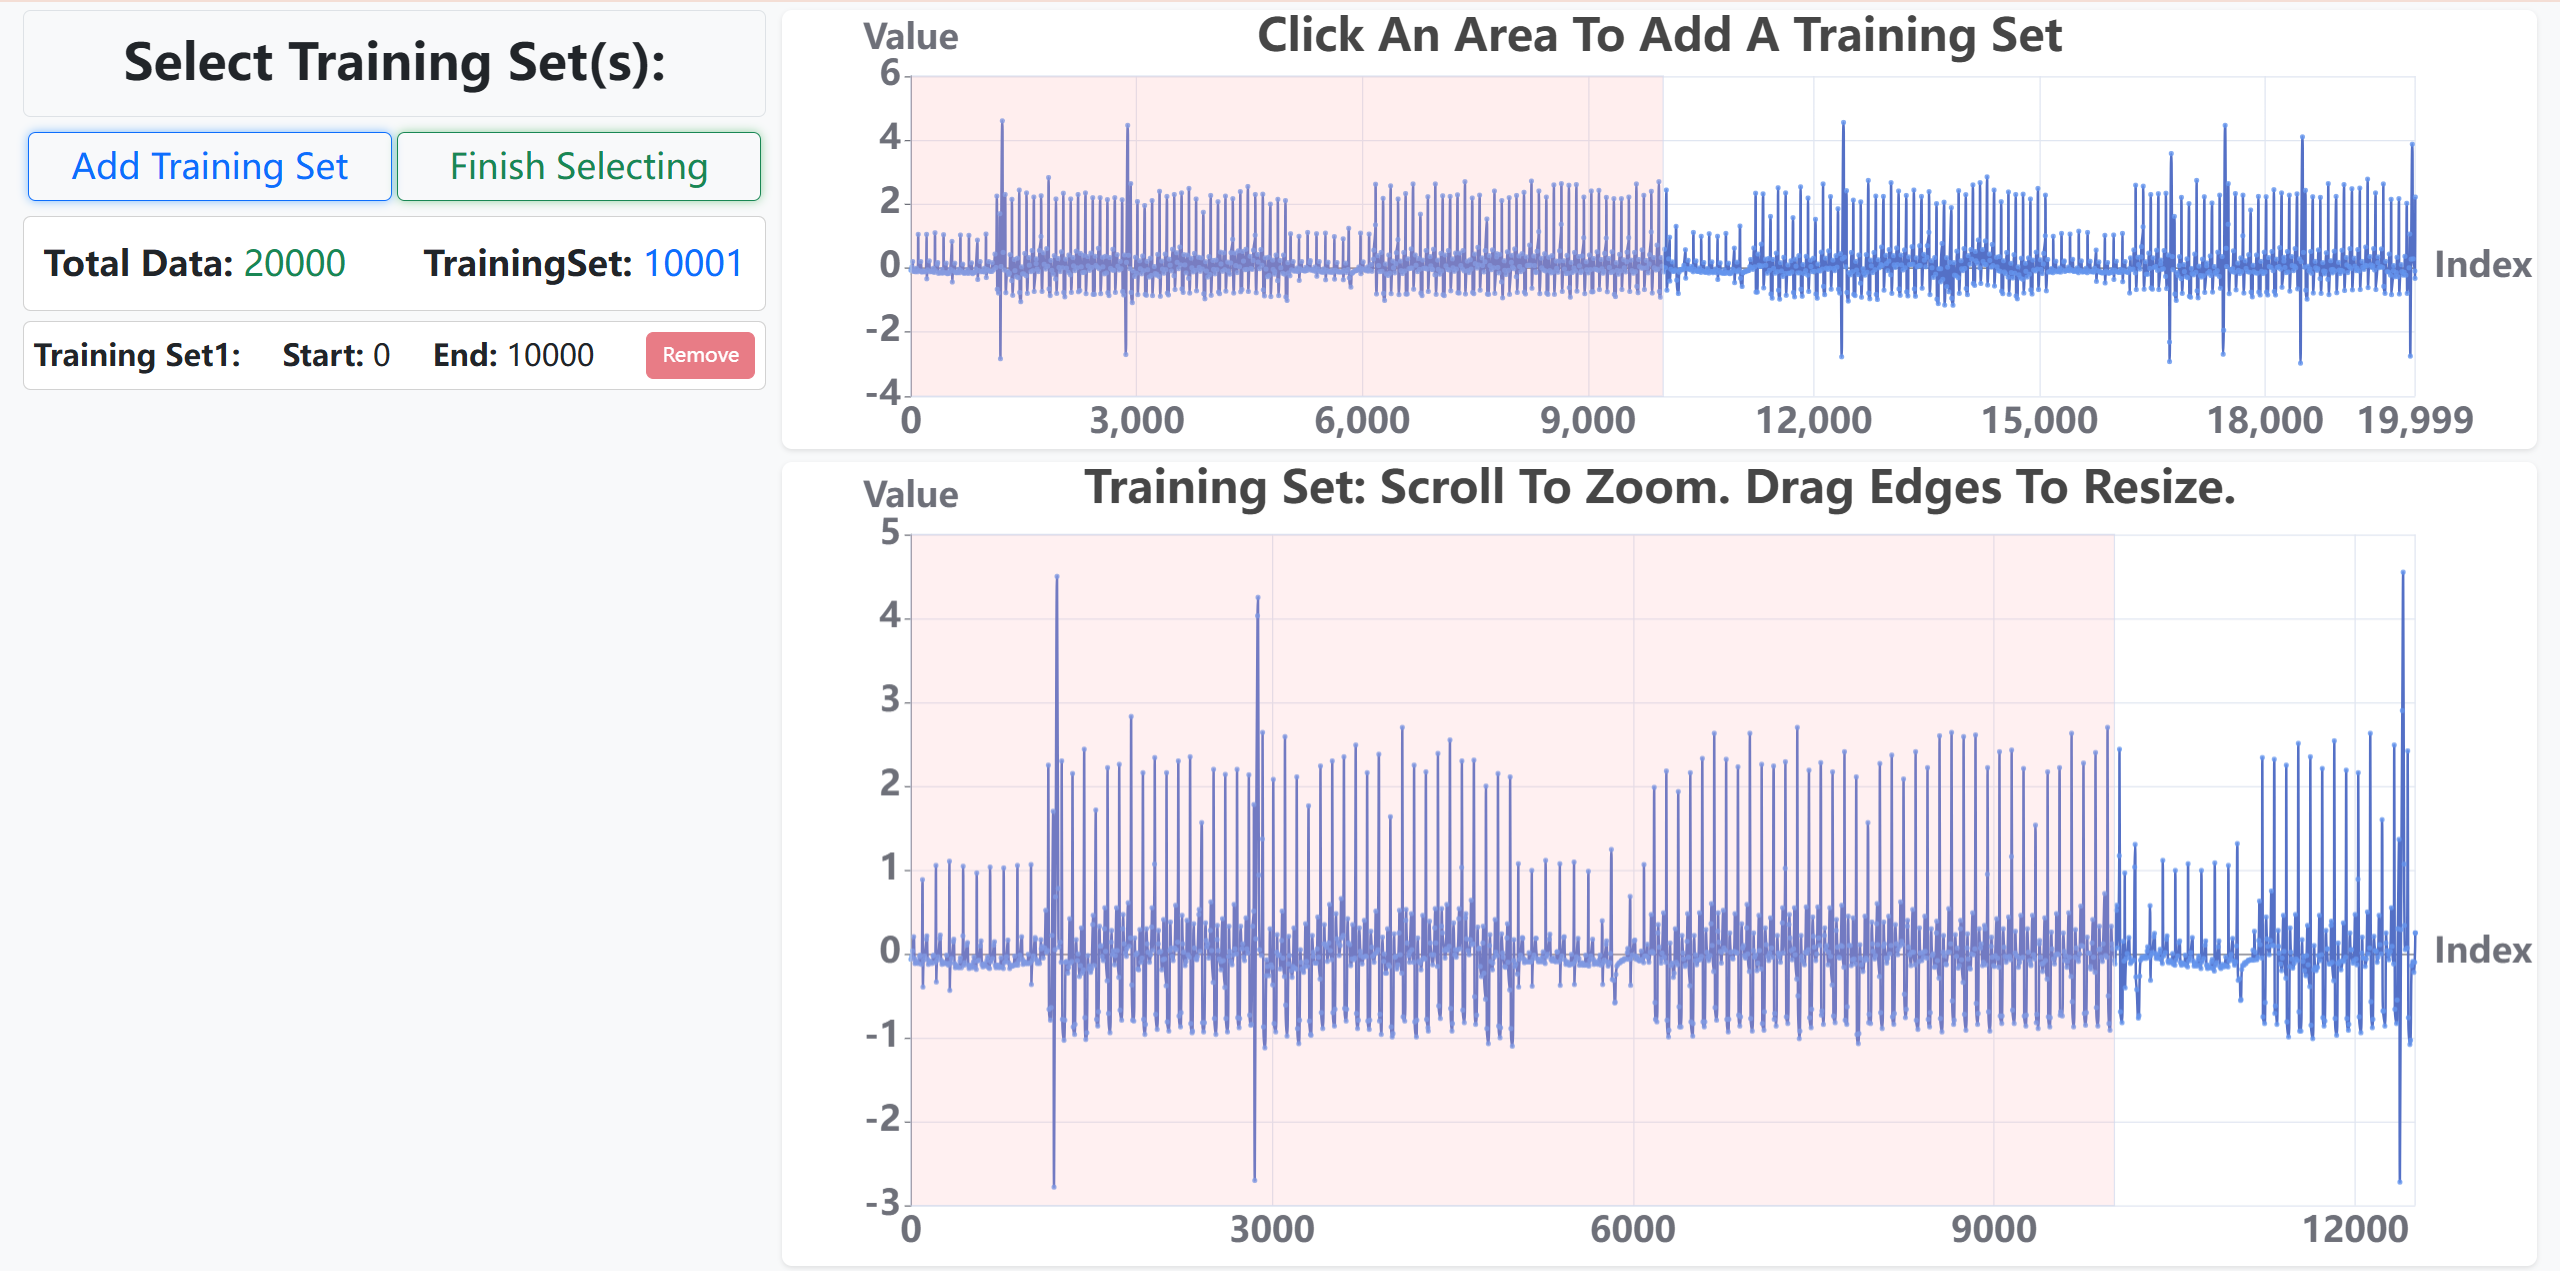 Select Training Set(s):
Add Training Set
Finish Selecting
Total Data: 20000
TrainingSet: 10001
Training Set1: Start: 0 End: 10000 Remove
Click An Area To Add A Training Set
Value
6
4
2
0
-2
-4
Index
0 3,000 6,000 9,000 12,000 15,000 18,000 19,999
Training Set: Scroll To Zoom. Drag Edges To Resize.
Value
5
4
3
2
1
0
-1
-2
-3
Index
0 3000 6000 9000 12000